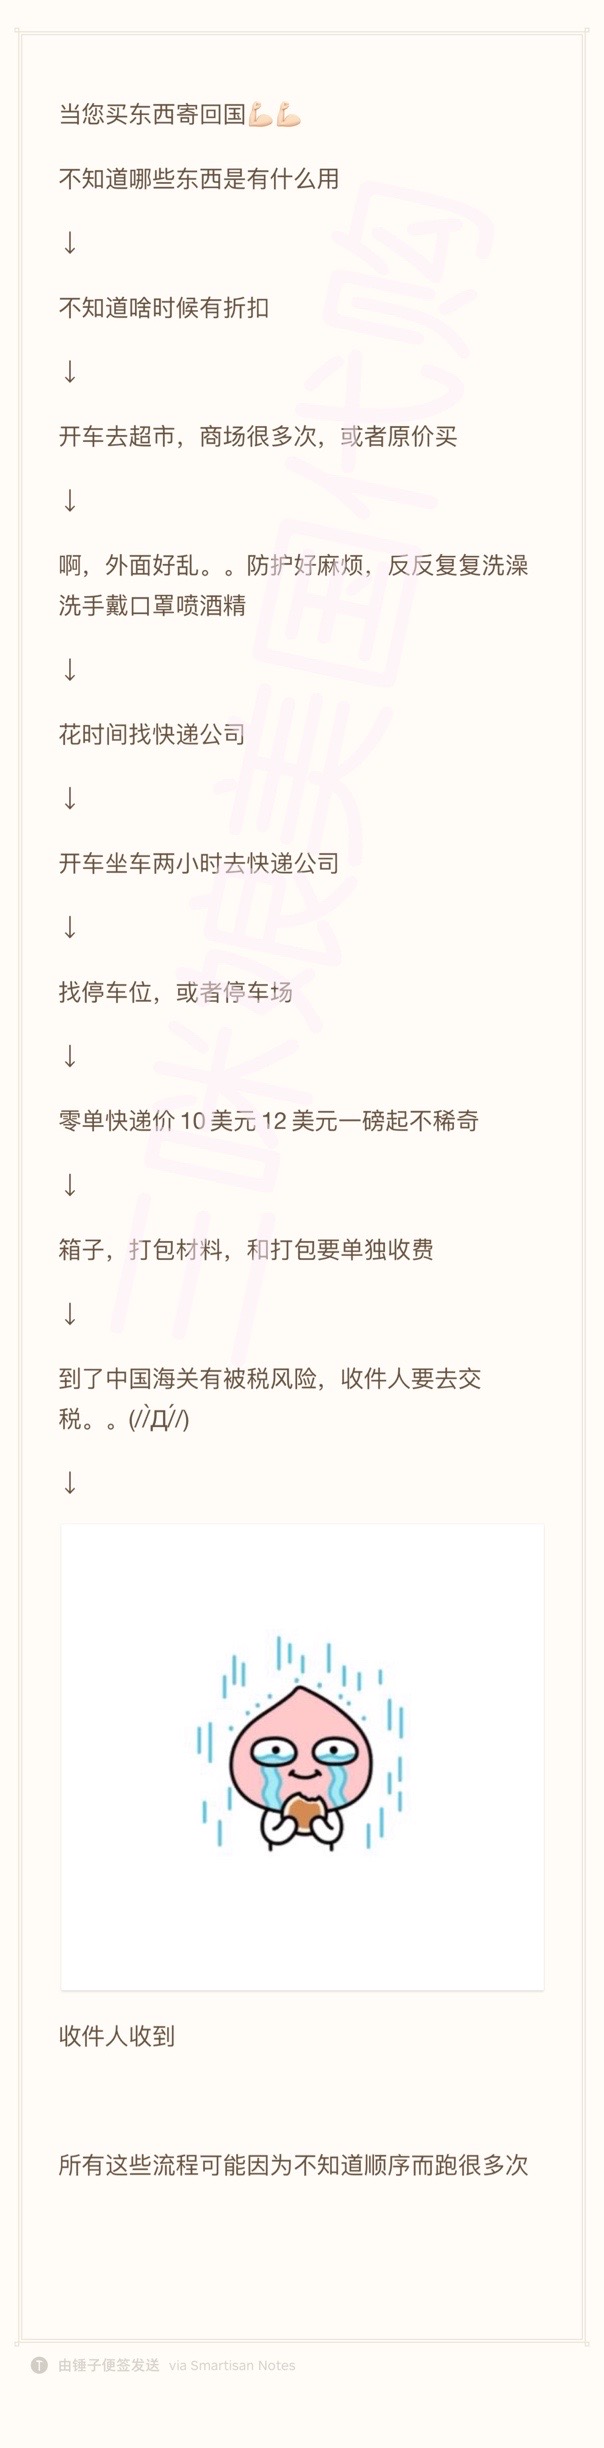 当您买东西寄回国💪🏻💪🏻
不知道哪些东西是有什么用
↓
不知道啥时候有折扣
↓
开车去超市，商场很多次，或者原价买
↓
啊，外面好乱。。防护好麻烦，反反复复洗澡
洗手戴口罩喷酒精
↓
花时间找快递公司
↓
开车坐车两小时去快递公司
↓
找停车位，或者停车场
↓
零单快递价 10 美元 12 美元一磅起不稀奇
↓
箱子，打包材料，和打包要单独收费
↓
到了中国海关有被税风险，收件人要去交
税。。(//̀Д/́/)
↓
收件人收到
所有这些流程可能因为不知道顺序而跑很多次
三咪娘美国代购
T 由锤子便签发送 via Smartisan Notes